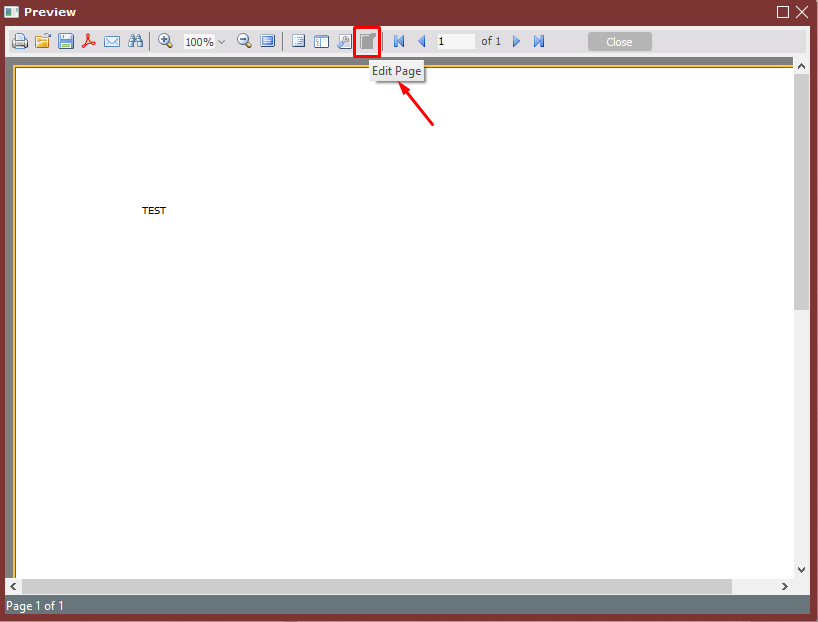 Preview
100% 1 of 1 Close
Edit Page
TEST
Page 1 of 1